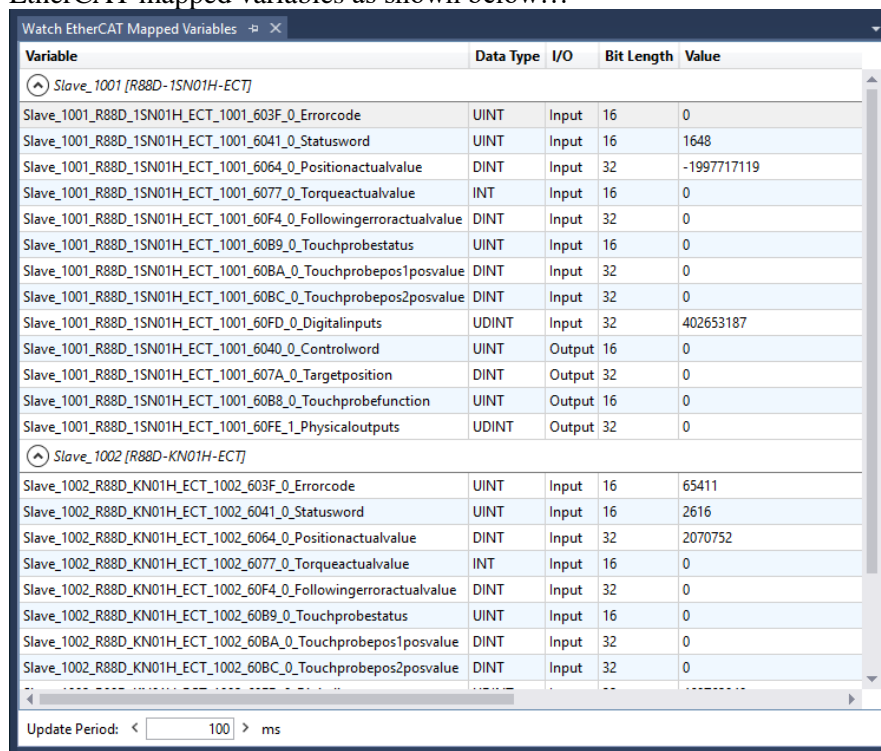 EtherCAT mapped variables as shown below…
Watch EtherCAT Mapped Variables
Variable Data Type I/O Bit Length Value
Slave_1001 [R88D-1SN01H-ECT]
Slave_1001_R88D_1SN01H_ECT_1001_603F_0_Errorcode UINT Input 16 0
Slave_1001_R88D_1SN01H_ECT_1001_6041_0_Statusword UINT Input 16 1648
Slave_1001_R88D_1SN01H_ECT_1001_6064_0_Positionactualvalue DINT Input 32 -1997717119
Slave_1001_R88D_1SN01H_ECT_1001_6077_0_Torqueactualvalue INT Input 16 0
Slave_1001_R88D_1SN01H_ECT_1001_60F4_0_Followingerroractualvalue DINT Input 32 0
Slave_1001_R88D_1SN01H_ECT_1001_60B9_0_Touchprobestatus UINT Input 16 0
Slave_1001_R88D_1SN01H_ECT_1001_60BA_0_Touchprobepos1posvalue DINT Input 32 0
Slave_1001_R88D_1SN01H_ECT_1001_60BC_0_Touchprobepos2posvalue DINT Input 32 0
Slave_1001_R88D_1SN01H_ECT_1001_60FD_0_Digitalinputs UDINT Input 32 402653187
Slave_1001_R88D_1SN01H_ECT_1001_6040_0_Controlword UINT Output 16 0
Slave_1001_R88D_1SN01H_ECT_1001_607A_0_Targetposition DINT Output 32 0
Slave_1001_R88D_1SN01H_ECT_1001_60B8_0_Touchprobefunction UINT Output 16 0
Slave_1001_R88D_1SN01H_ECT_1001_60FE_1_Physicaloutputs UDINT Output 32 0
Slave_1002 [R88D-KN01H-ECT]
Slave_1002_R88D_KN01H_ECT_1002_603F_0_Errorcode UINT Input 16 65411
Slave_1002_R88D_KN01H_ECT_1002_6041_0_Statusword UINT Input 16 2616
Slave_1002_R88D_KN01H_ECT_1002_6064_0_Positionactualvalue DINT Input 32 2070752
Slave_1002_R88D_KN01H_ECT_1002_6077_0_Torqueactualvalue INT Input 16 0
Slave_1002_R88D_KN01H_ECT_1002_60F4_0_Followingerroractualvalue DINT Input 32 0
Slave_1002_R88D_KN01H_ECT_1002_60B9_0_Touchprobestatus UINT Input 16 0
Slave_1002_R88D_KN01H_ECT_1002_60BA_0_Touchprobepos1posvalue DINT Input 32 0
Slave_1002_R88D_KN01H_ECT_1002_60BC_0_Touchprobepos2posvalue DINT Input 32 0
Update Period: < 100 > ms